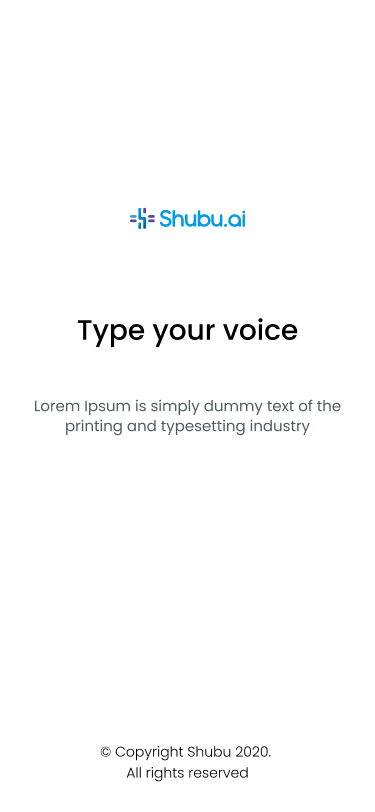 Shubu.ai
Type your voice
Lorem Ipsum is simply dummy text of the
printing and typesetting industry
© Copyright Shubu 2020.
All rights reserved